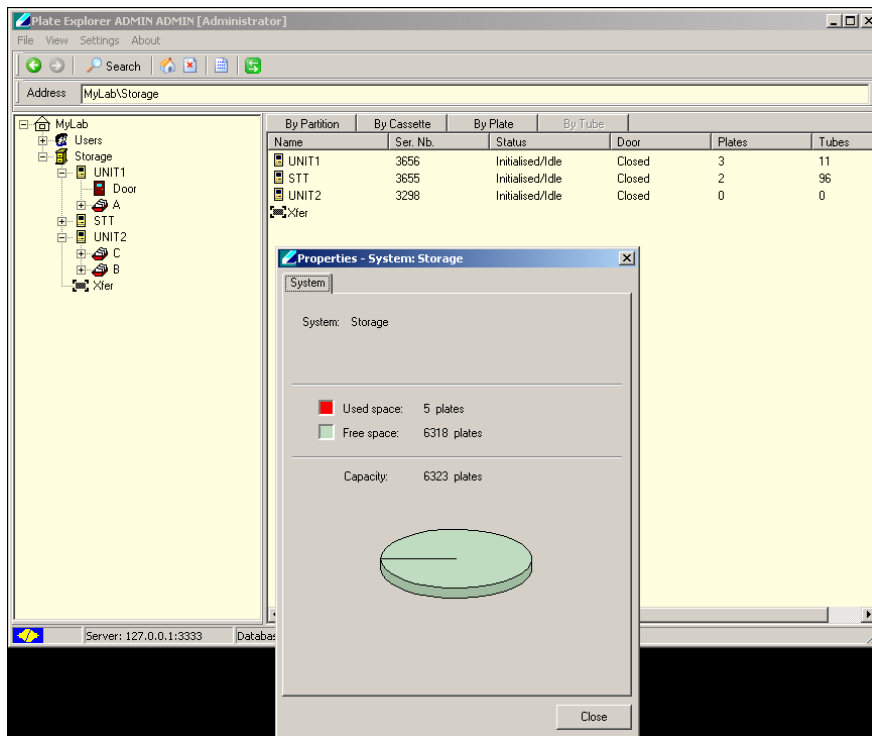 Plate Explorer ADMIN ADMIN [Administrator]
File View Settings About
Search
Address MyLab\Storage
MyLab
Users
Storage
UNIT1
Door
A
STT
UNIT2
C
B
Xfer
By Partition By Cassette By Plate By Tube
Name Ser. Nb. Status Door Plates Tubes
UNIT1 3656 Initialised/Idle Closed 3 11
STT 3655 Initialised/Idle Closed 2 96
UNIT2 3298 Initialised/Idle Closed 0 0
Xfer
Properties - System: Storage
System
System: Storage
Used space: 5 plates
Free space: 6318 plates
Capacity: 6323 plates
Close
Server: 127.0.0.1:3333 Databas